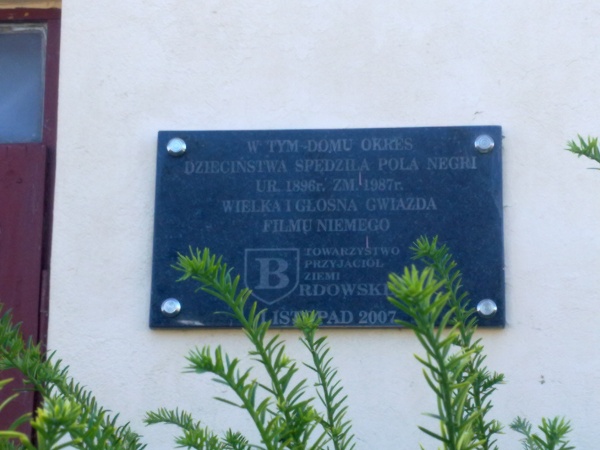 W TYM DOMU OKRES
DZIECIŃSTWA SPĘDZIŁA POLA NEGRI
UR. 1896r. ZM. 1987r.
WIELKA I GŁOŚNA GWIAZDA
FILMU NIEMEGO
B
TOWARZYSTWO
PRZYJACIÓŁ
ZIEMI
LISTOPAD 2007